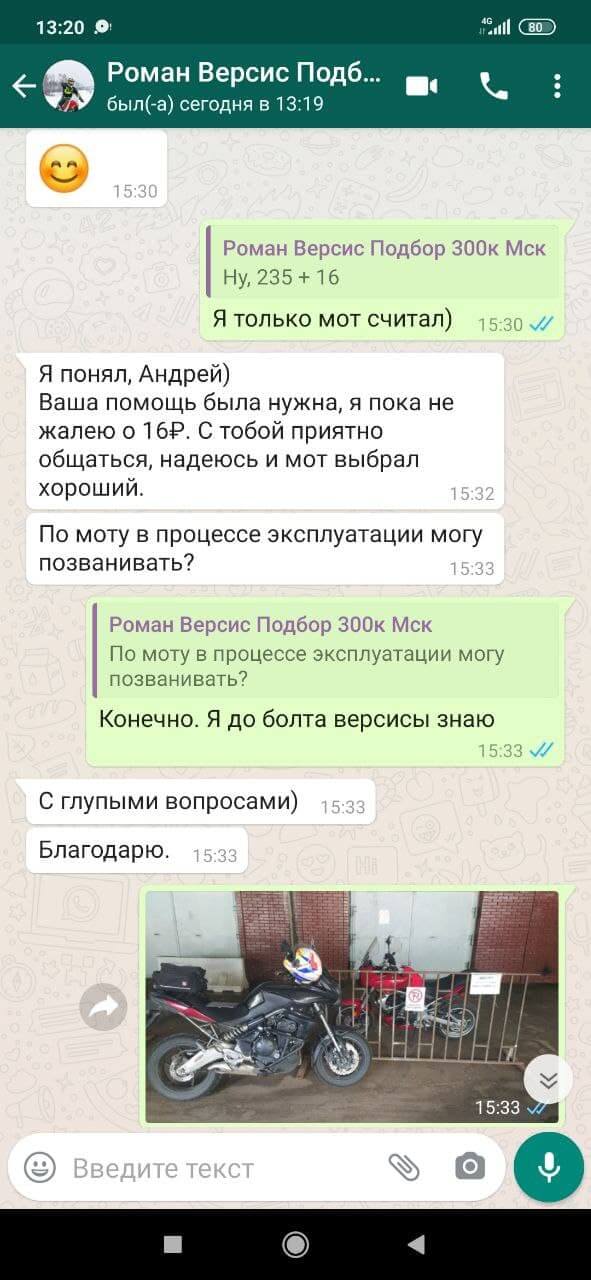 13:20
4G
80
Роман Версис Подб...
был(-а) сегодня в 13:19
15:30
Роман Версис Подбор 300к Мск
Ну, 235 + 16
Я только мот считал)
15:30
Я понял, Андрей)
Ваша помощь была нужна, я пока не
жалею о 16₽. С тобой приятно
общаться, надеюсь и мот выбрал
хороший.
15:32
По моту в процессе эксплуатации могу
позванивать?
15:33
Роман Версис Подбор 300к Мск
По моту в процессе эксплуатации могу
позванивать?
Конечно. Я до болта версисы знаю
15:33
С глупыми вопросами)
15:33
Благодарю.
15:33
15:33
Введите текст